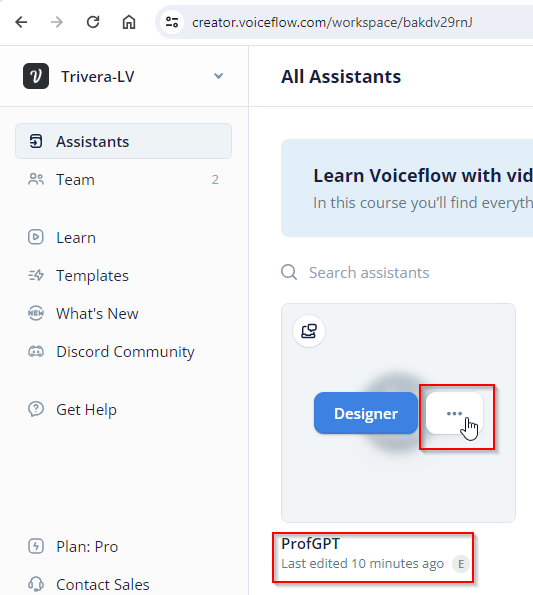 creator.voiceflow.com/workspace/bakdv29rnJ
Trivera-LV
All Assistants
Assistants
Team 2
Learn
Templates
NEW What's New
Discord Community
Get Help
Plan: Pro
Contact Sales
Learn Voiceflow with vid
In this course you'll find everyth
Search assistants
Designer ...
ProfGPT
Last edited 10 minutes ago E